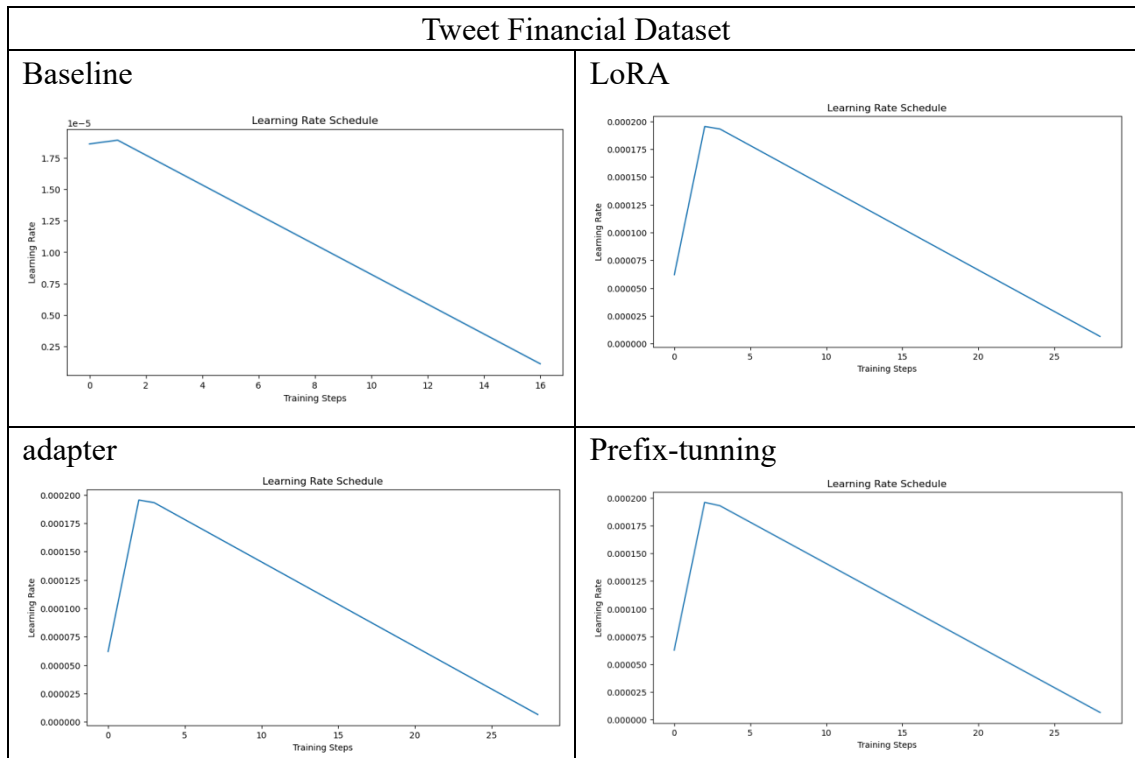 Tweet Financial Dataset
Baseline
Learning Rate Schedule
1e−5
1.75
1.50
1.25
1.00
0.75
0.50
0.25
Learning Rate
0 2 4 6 8 10 12 14 16
Training Steps
LoRA
Learning Rate Schedule
0.000200
0.000175
0.000150
0.000125
0.000100
0.000075
0.000050
0.000025
0.000000
Learning Rate
0 5 10 15 20 25
Training Steps
adapter
Learning Rate Schedule
0.000200
0.000175
0.000150
0.000125
0.000100
0.000075
0.000050
0.000025
0.000000
Learning Rate
0 5 10 15 20 25
Training Steps
Prefix-tunning
Learning Rate Schedule
0.000200
0.000175
0.000150
0.000125
0.000100
0.000075
0.000050
0.000025
0.000000
Learning Rate
0 5 10 15 20 25
Training Steps